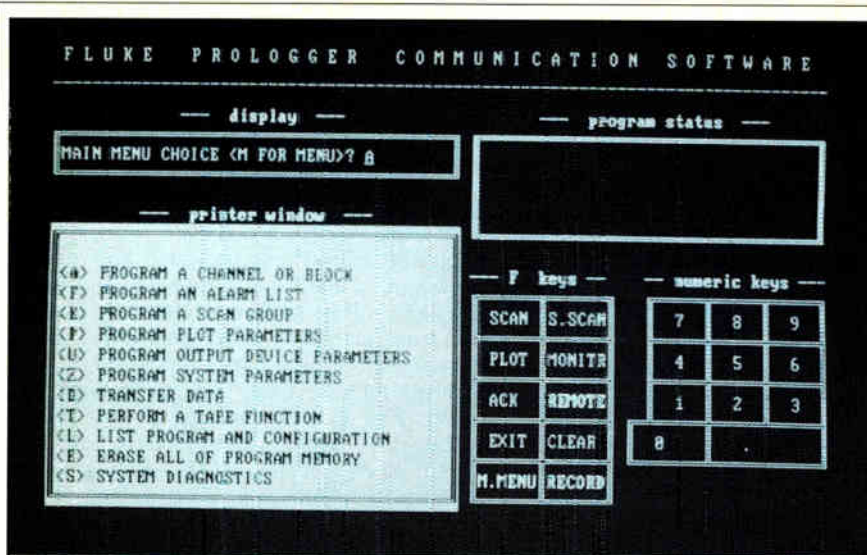 FLUKE PROLOGGER COMMUNICATION SOFTWARE
display
MAIN MENU CHOICE <M FOR MENU>? A
program status
printer window
PROGRAM A CHANNEL OR BLOCK
<F> PROGRAM AN ALARM LIST
PROGRAM A SCAN GROUP
<P> PROGRAM PLOT PARAMETERS
<U> PROGRAM OUTPUT DEVICE PARAMETERS
<Z> PROGRAM SYSTEM PARAMETERS
<D> TRANSFER DATA
<T> PERFORM A TAPE FUNCTION
<L> LIST PROGRAM AND CONFIGURATION
<E> ERASE ALL OF PROGRAM MEMORY
<S> SYSTEM DIAGNOSTICS
F keys
SCAN S.SCAN
PLOT MONITR
ACK REMOTE
EXIT CLEAR
M.MENU RECORD
numeric keys
7 8 9
4 5 6
1 2 3
0 .